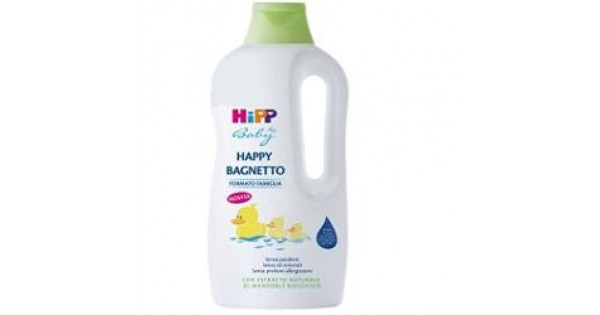 HiPP
Baby
HAPPY
BAGNETTO
FORMATO FAMIGLIA
NOVITÀ
Senza parabeni
Senza oli minerali
Senza profumi allergizzanti
CON ESTRATTO NATURALE
DI MANDORLE BIOLOGICO